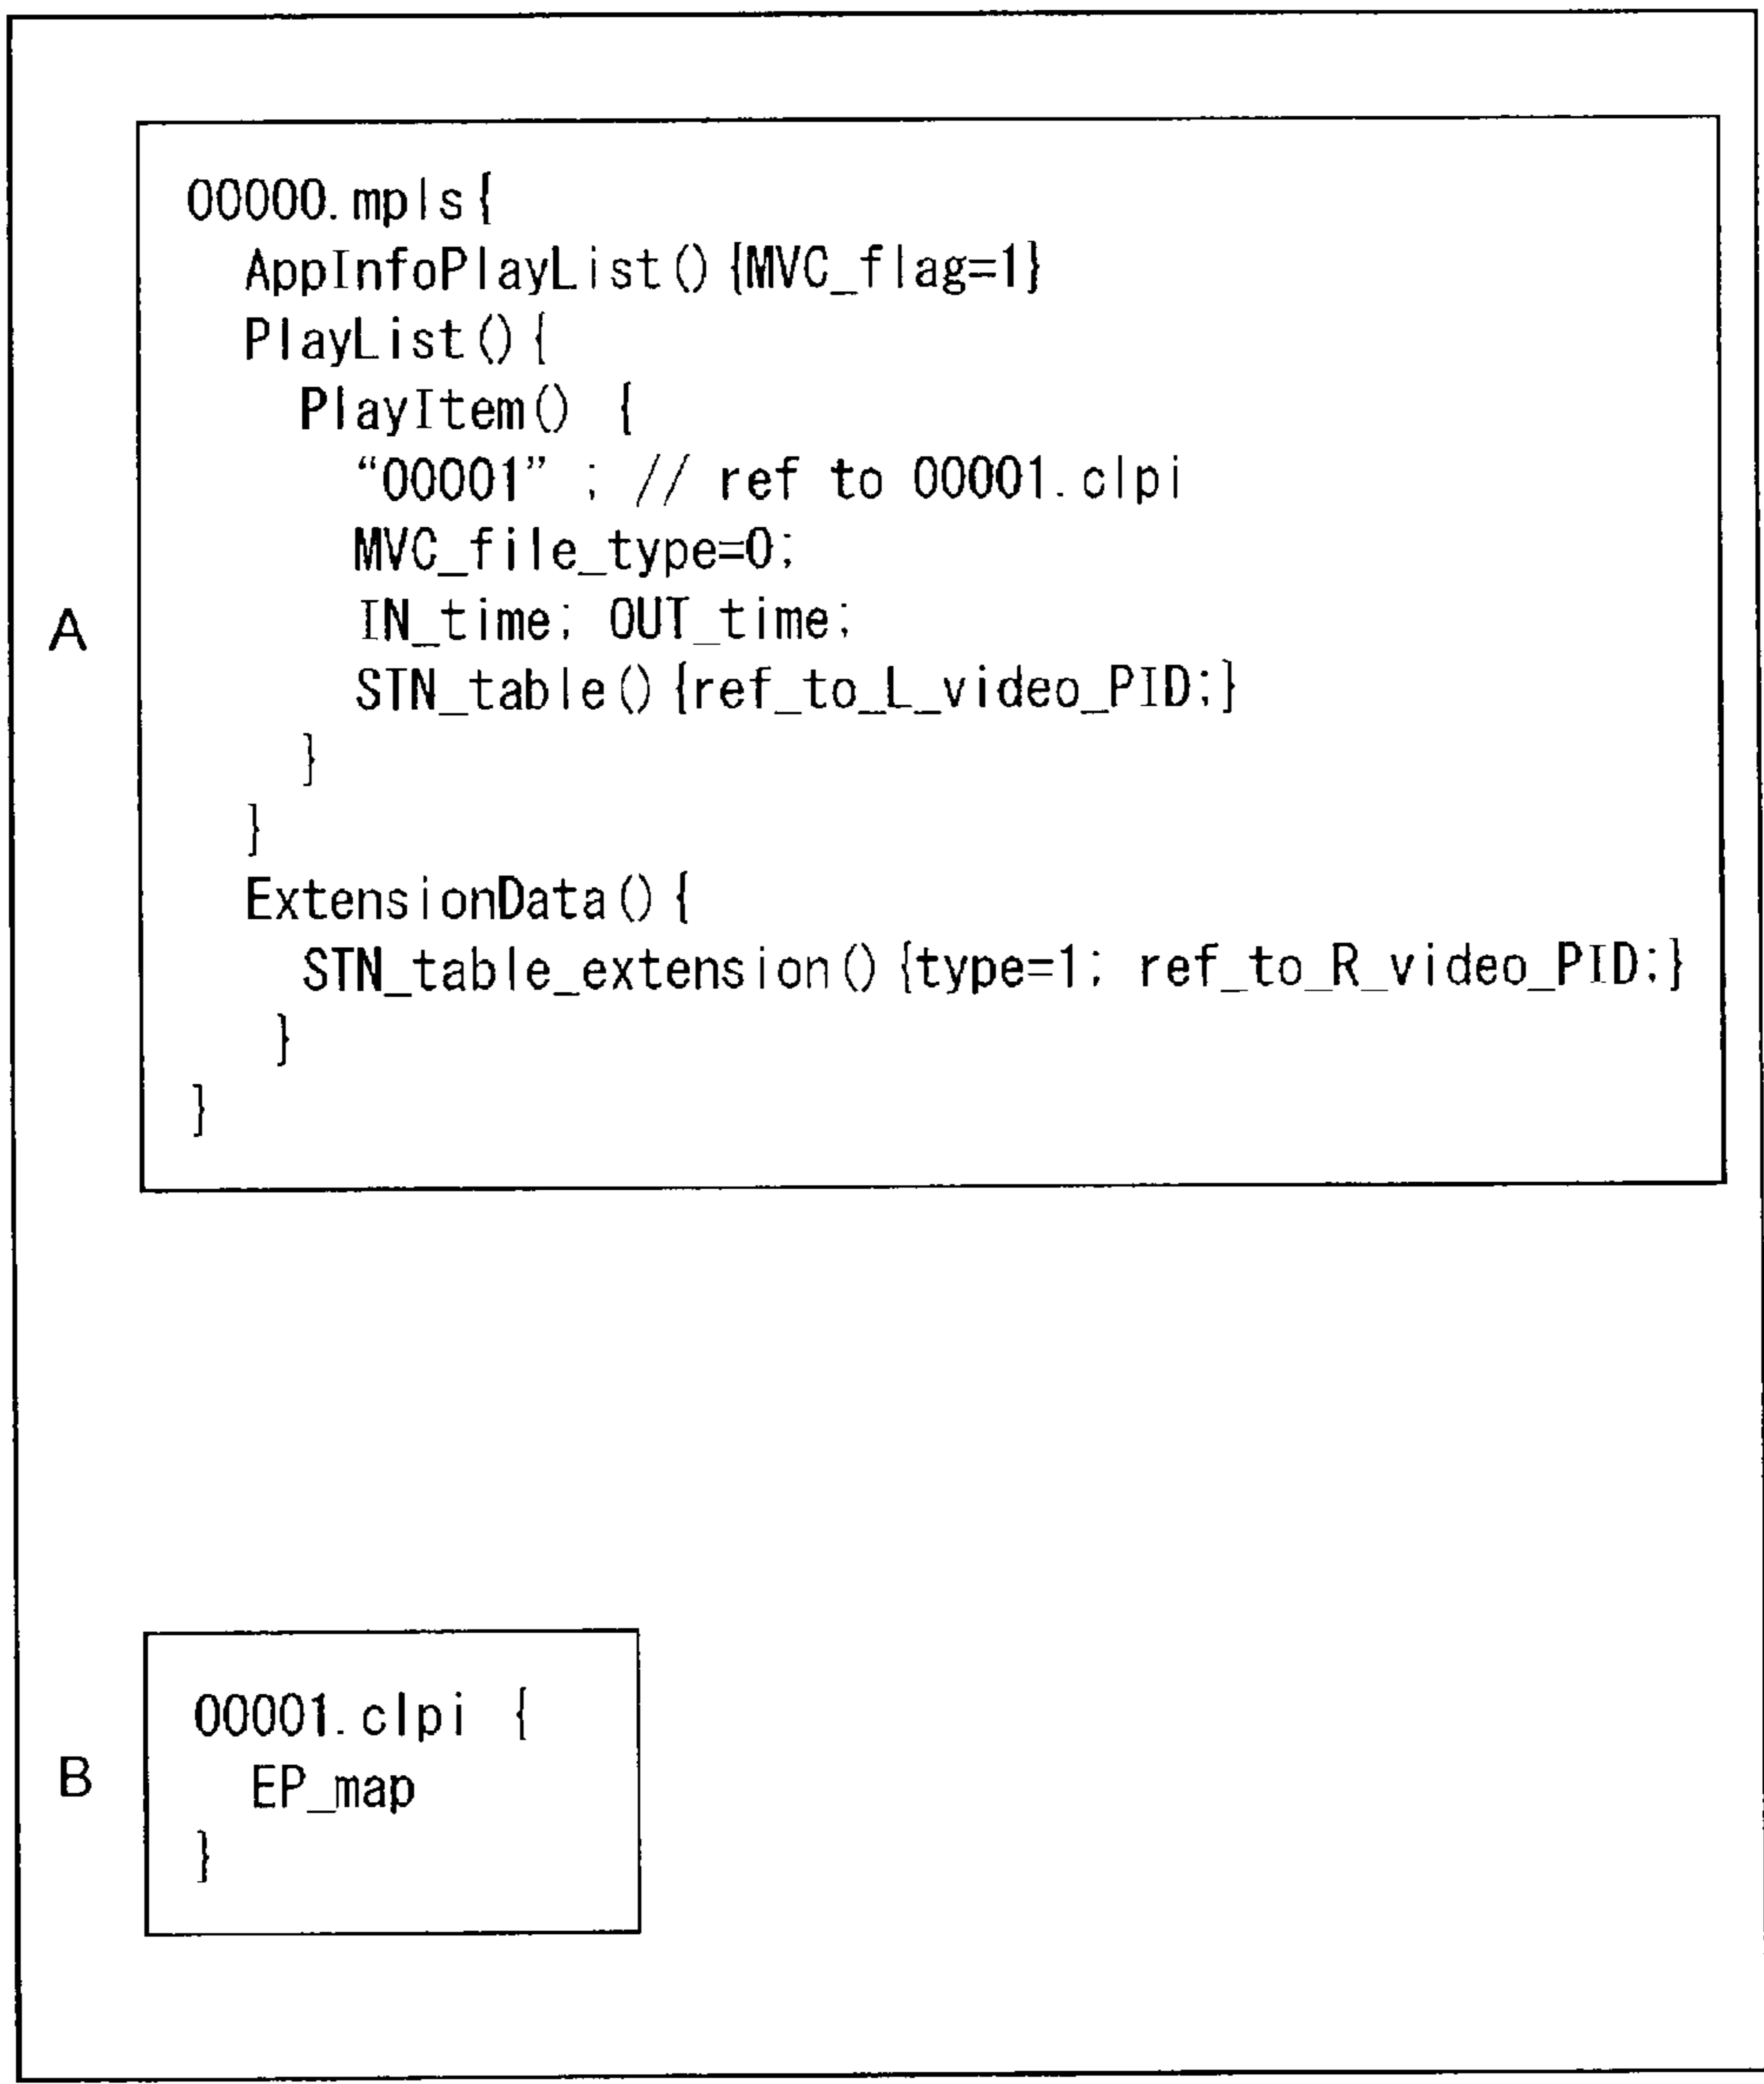 A
00000.mpls{
AppInfoPlayList(){MVC_flag=1}
PlayList(){
PlayItem() {
“00001” ; // ref to 00001.clpi
MVC_file_type=0;
IN_time; OUT_time;
STN_table(){ref_to_L_video_PID;}
}
}
ExtensionData(){
STN_table_extension(){type=1; ref_to_R_video_PID;}
}
}
B
00001.clpi {
EP_map
}